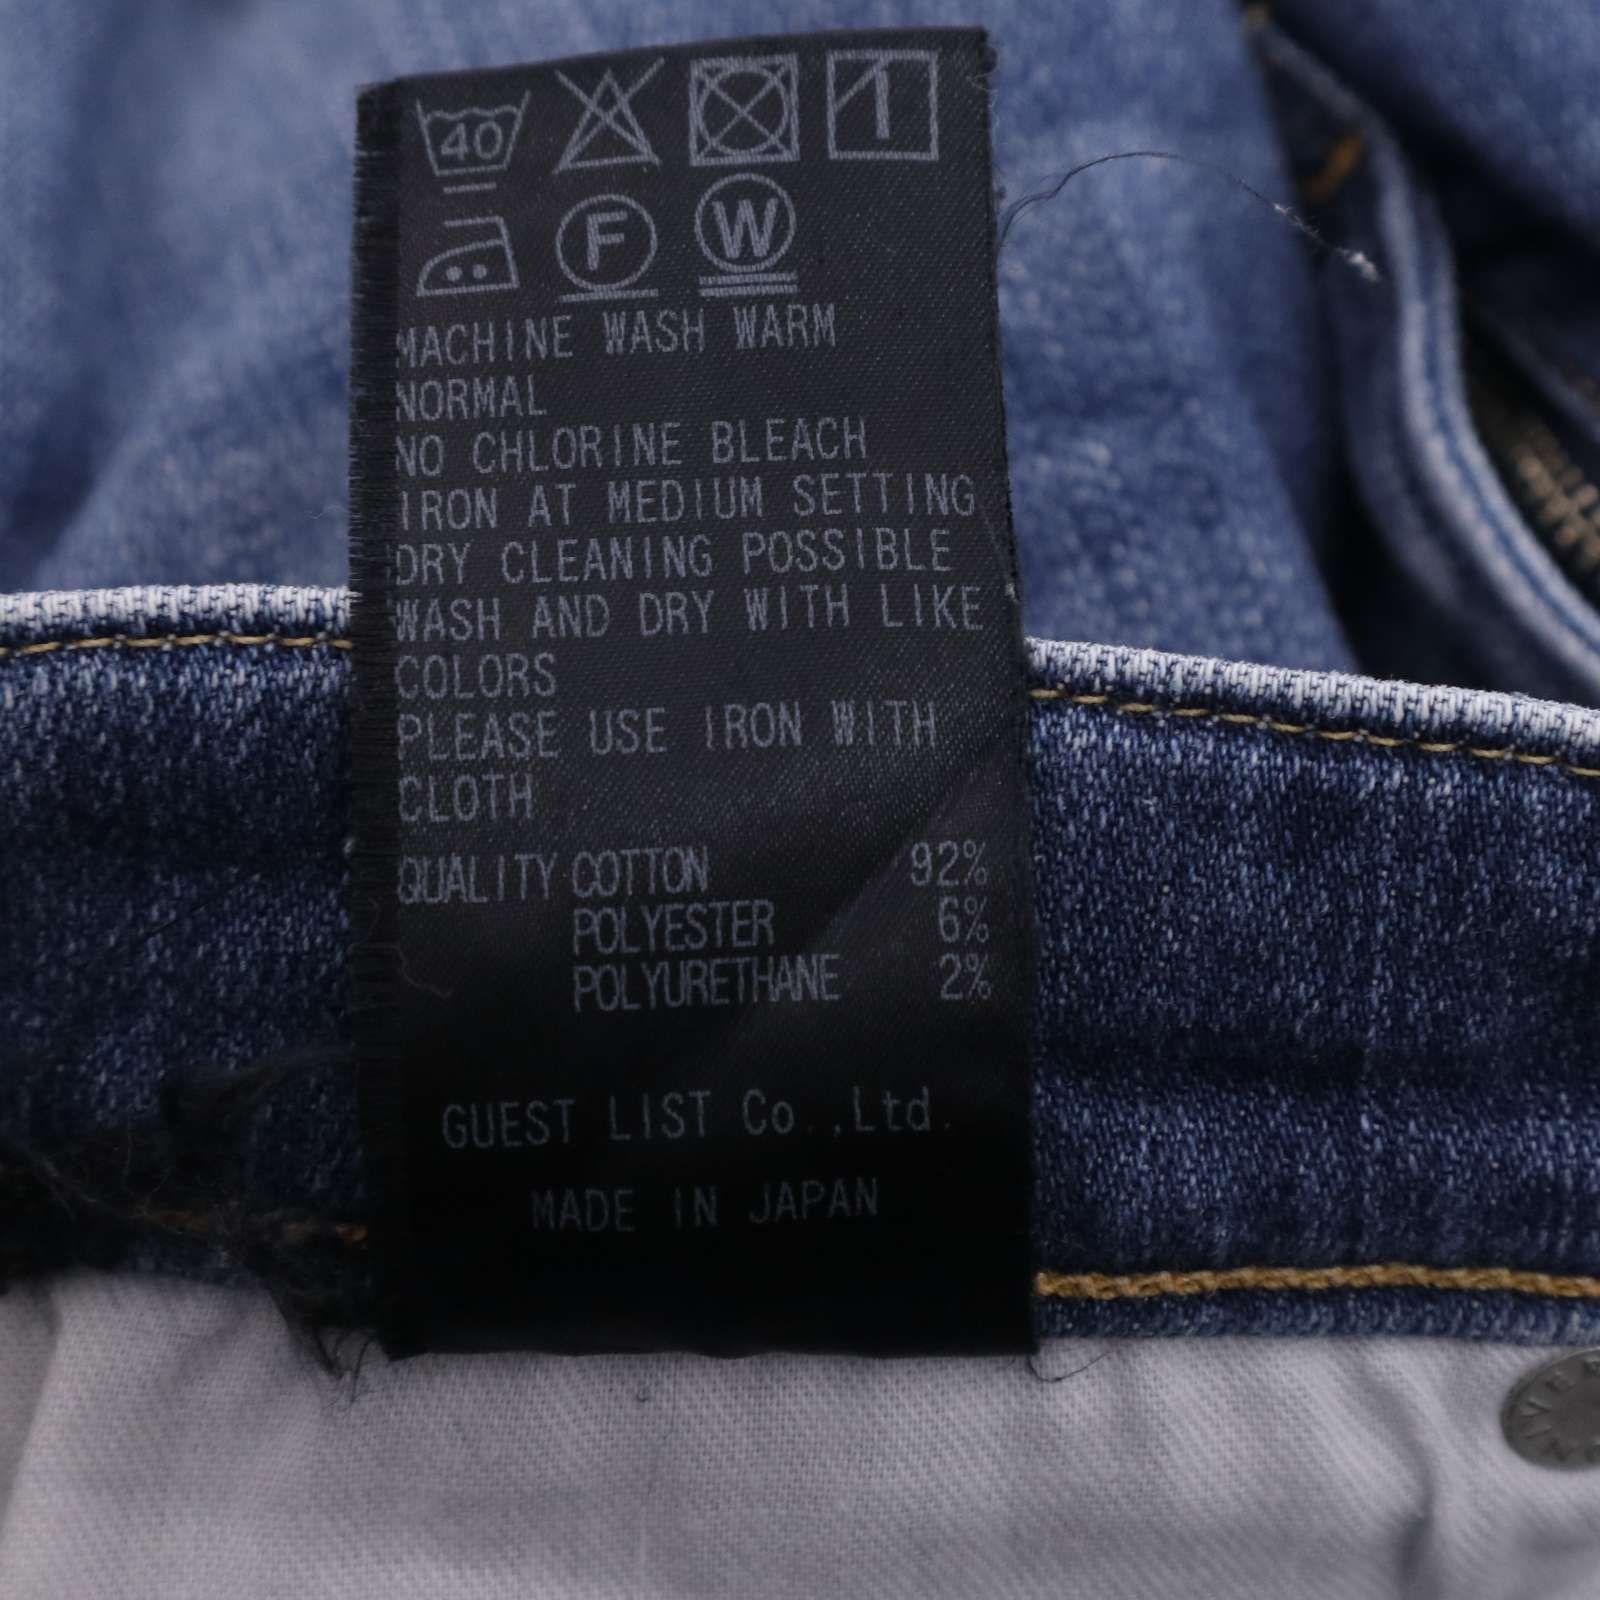 40
F W
MACHINE WASH WARM
NORMAL
NO CHLORINE BLEACH
IRON AT MEDIUM SETTING
DRY CLEANING POSSIBLE
WASH AND DRY WITH LIKE
COLORS
PLEASE USE IRON WITH
CLOTH
QUALITY COTTON 92%
POLYESTER 6%
POLYURETHANE 2%
GUEST LIST Co.,Ltd.
MADE IN JAPAN